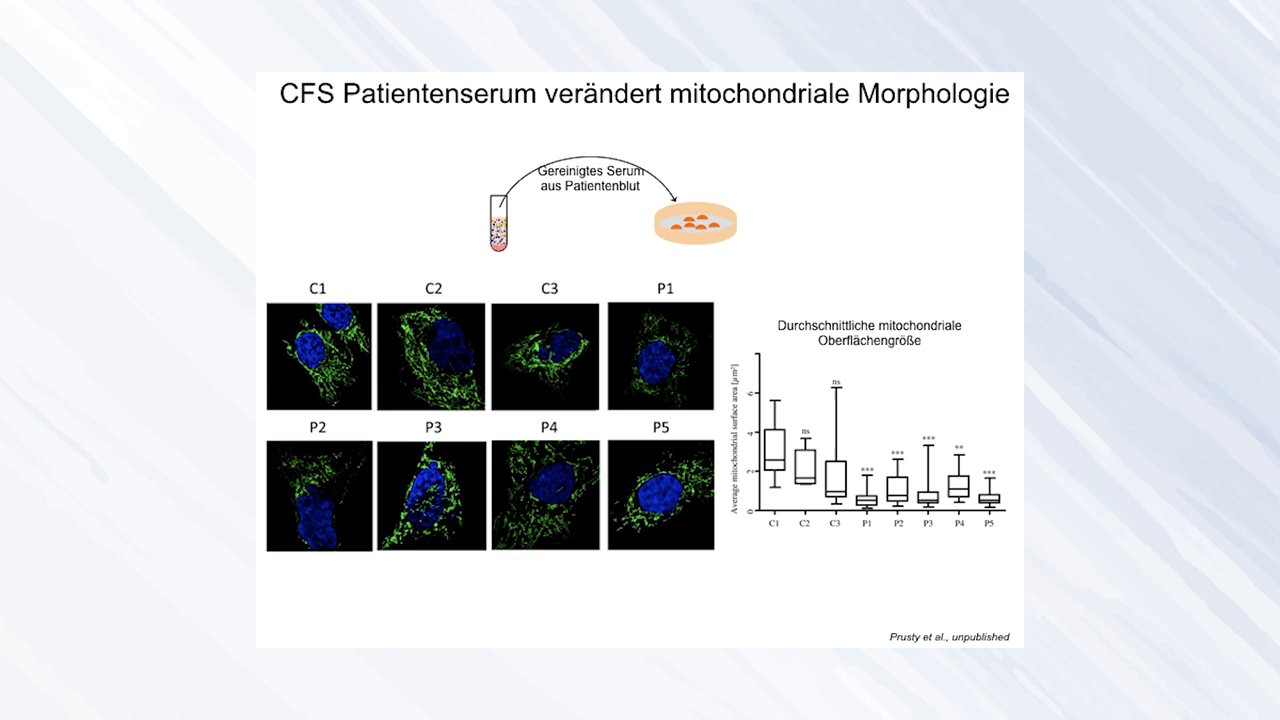 CFS Patientenserum verändert mitochondriale Morphologie
Gereinigtes Serum
aus Patientenblut
C1
C2
C3
P1
P2
P3
P4
P5
Durchschnittliche mitochondriale
Oberflächengröße
Average mitochondrial surface area [µm²]
6
4
2
0
ns
ns
***
***
***
**
***
C1
C2
C3
P1
P2
P3
P4
P5
Prusty et al., unpublished